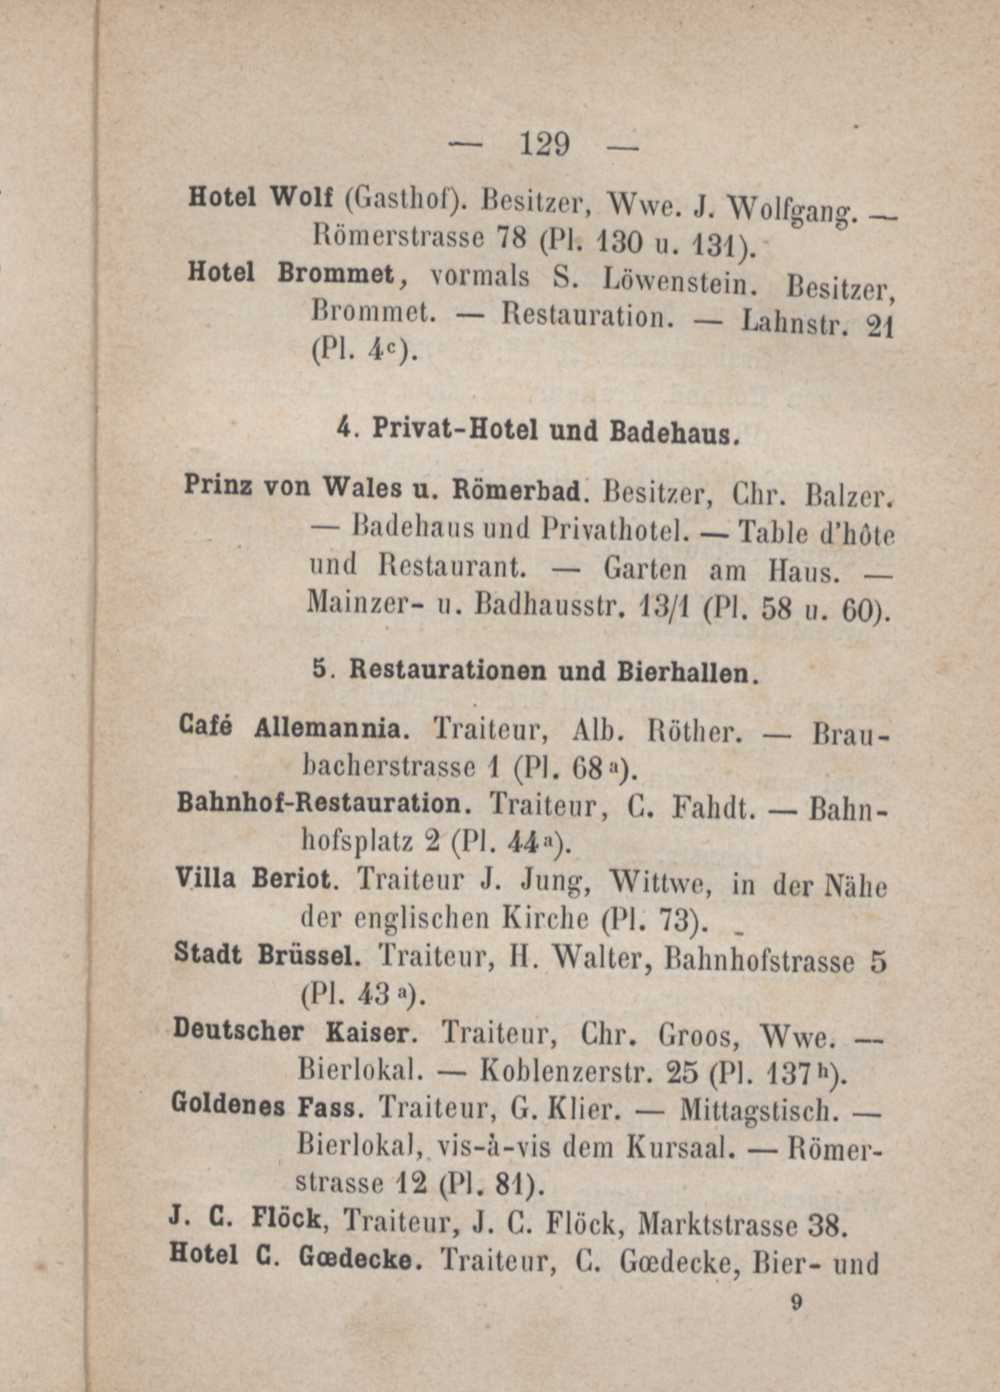 — 129 —
Hotel Wolf (Gasthof). Besitzer, Wwe. J. Wolfgang. —
Römerstrasse 78 (Pl. 130 u. 131).
Hotel Brommet, vormals S. Löwenstein. Besitzer,
Brommet. — Restauration. — Lahnstr. 21
(Pl. 4c).
4. Privat-Hotel und Badehaus.
Prinz von Wales u. Römerbad. Besitzer, Chr. Balzer.
— Badehaus und Privathotel. — Table d'hôte
und Restaurant. — Garten am Haus. —
Mainzer- u. Badhausstr. 13/1 (Pl. 58 u. 60).
5. Restaurationen und Bierhallen.
Café Allemannia. Traiteur, Alb. Röther. — Brau-
bacherstrasse 1 (Pl. 68a).
Bahnhof-Restauration. Traiteur, C. Fahdt. — Bahn-
hofsplatz 2 (Pl. 44a).
Villa Beriot. Traiteur J. Jung, Wittwe, in der Nähe
der englischen Kirche (Pl. 73).
Stadt Brüssel. Traiteur, H. Walter, Bahnhofstrasse 5
(Pl. 43a).
Deutscher Kaiser. Traiteur, Chr. Groos, Wwe. —
Bierlokal. — Koblenzerstr. 25 (Pl. 137h).
Goldenes Fass. Traiteur, G. Klier. — Mittagstisch. —
Bierlokal, vis-à-vis dem Kursaal. — Römer-
strasse 12 (Pl. 81).
J. C. Flöck, Traiteur, J. C. Flöck, Marktstrasse 38.
Hotel C. Gœdecke. Traiteur, C. Gœdecke, Bier- und
9